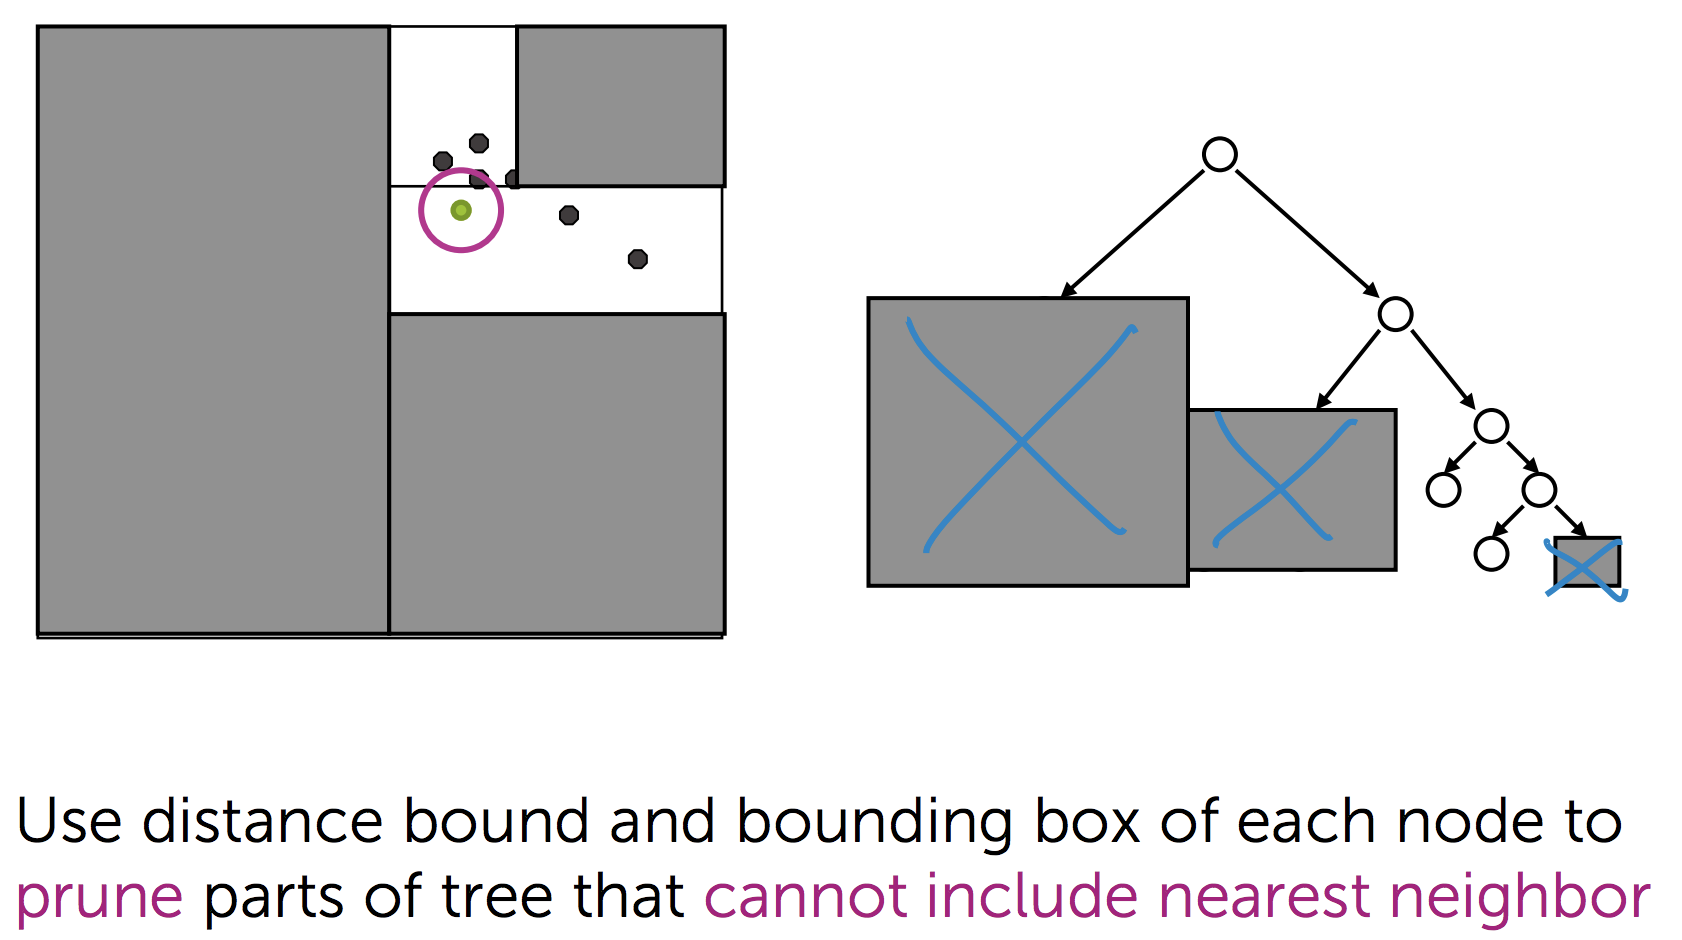 Use distance bound and bounding box of each node to
prune parts of tree that cannot include nearest neighbor